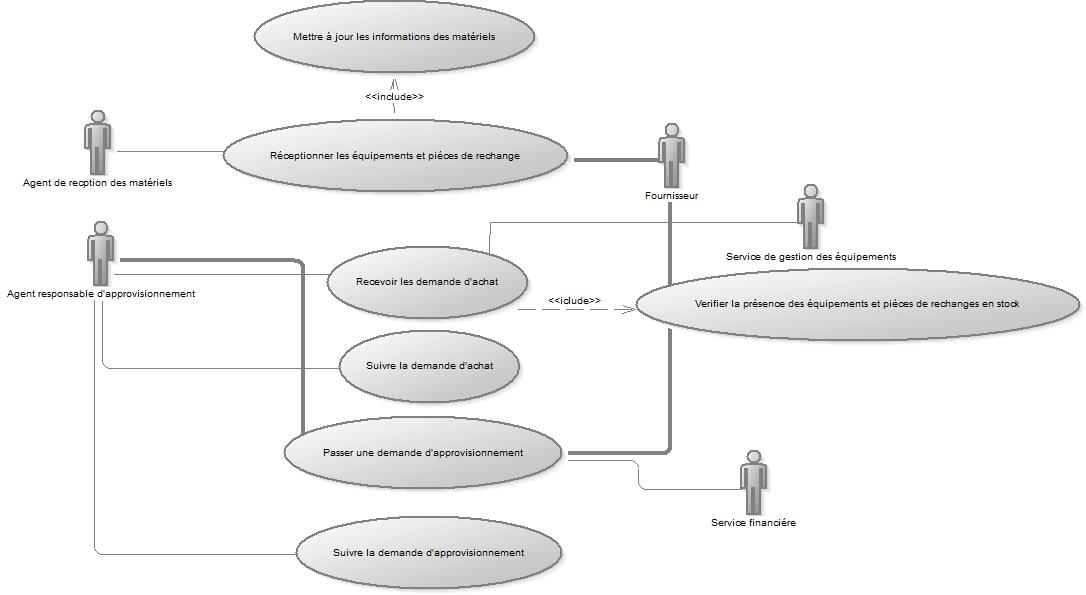 Mettre à jour les informations des matériels
<<include>>
Réceptionner les équipements et piéces de rechange
Agent de recption des matériels
Fournisseur
Service de gestion des équipements
Agent responsable d'approvisionnement
Recevoir les demande d'achat
<<iclude>>
Verifier la présence des équipements et piéces de rechanges en stock
Suivre la demande d'achat
Passer une demande d'approvisionnement
Service financiére
Suivre la demande d'approvisionnement